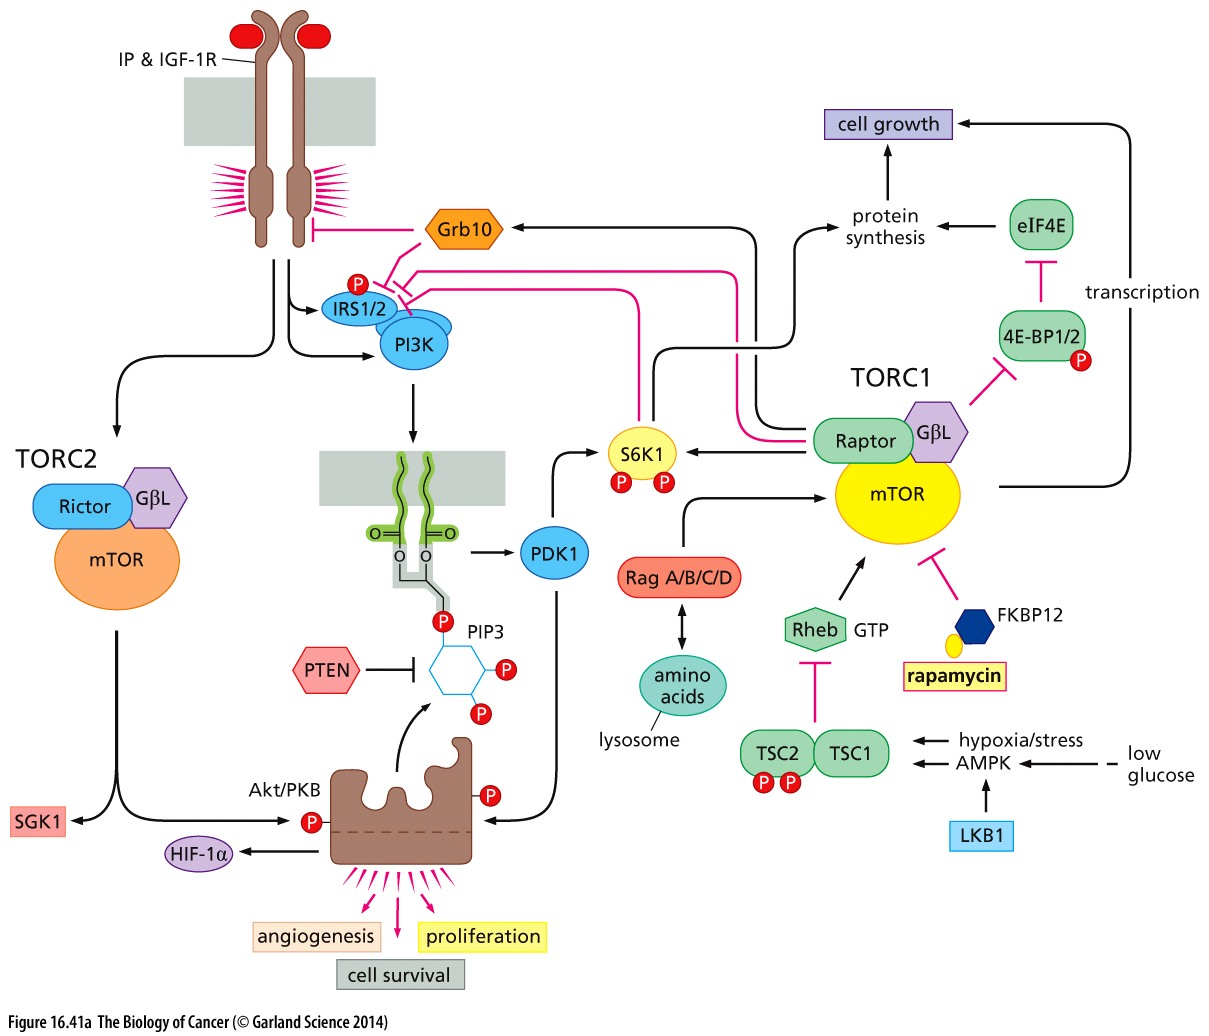 IP & IGF-1R
cell growth
protein
synthesis
eIF4E
Grb10
transcription
P
IRS1/2
PI3K
4E-BP1/2
P
TORC1
Raptor
GβL
mTOR
S6K1
P
P
TORC2
Rictor
GβL
mTOR
O
O
O
O
PDK1
Rag A/B/C/D
P
PIP3
Rheb
GTP
FKBP12
rapamycin
PTEN
P
P
amino
acids
lysosome
TSC2
TSC1
P
P
hypoxia/stress
AMPK
low
glucose
LKB1
Akt/PKB
P
P
SGK1
HIF-1α
angiogenesis
proliferation
cell survival
Figure 16.41a The Biology of Cancer (© Garland Science 2014)